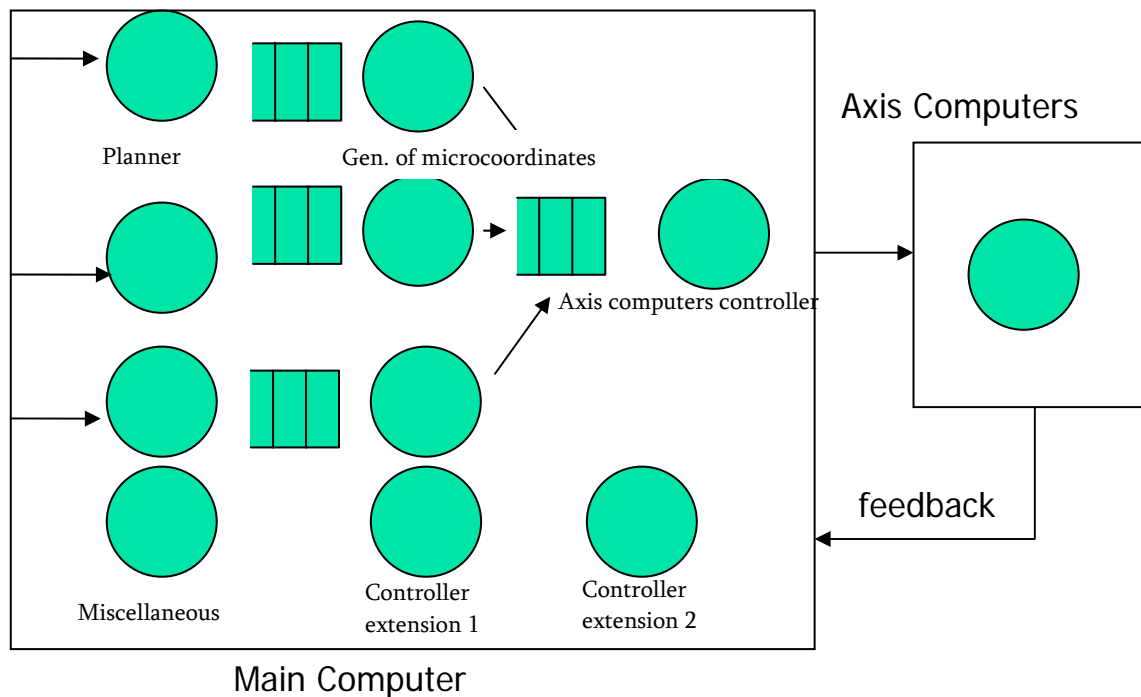 Axis Computers
Planner
Gen. of microcoordinates
Axis computers controller
feedback
Miscellaneous
Controller
extension 1
Controller
extension 2
Main Computer